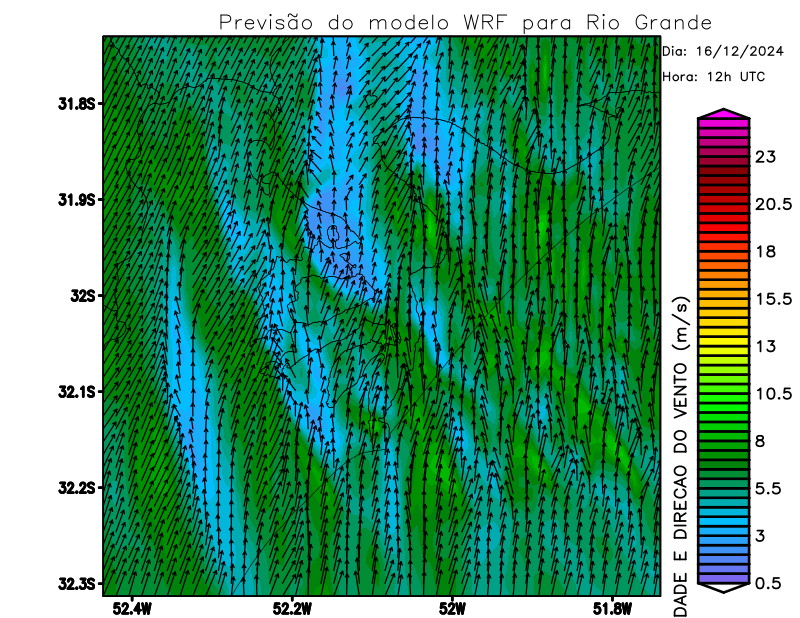 Previsão do modelo WRF para Rio Grande
Dia: 16/12/2024
Hora: 12h UTC
31.8S
31.9S
32S
32.1S
32.2S
32.3S
52.4W
52.2W
52W
51.8W
23
20.5
18
15.5
13
10.5
8
5.5
3
0.5
DADE E DIRECAO DO VENTO (m/s)